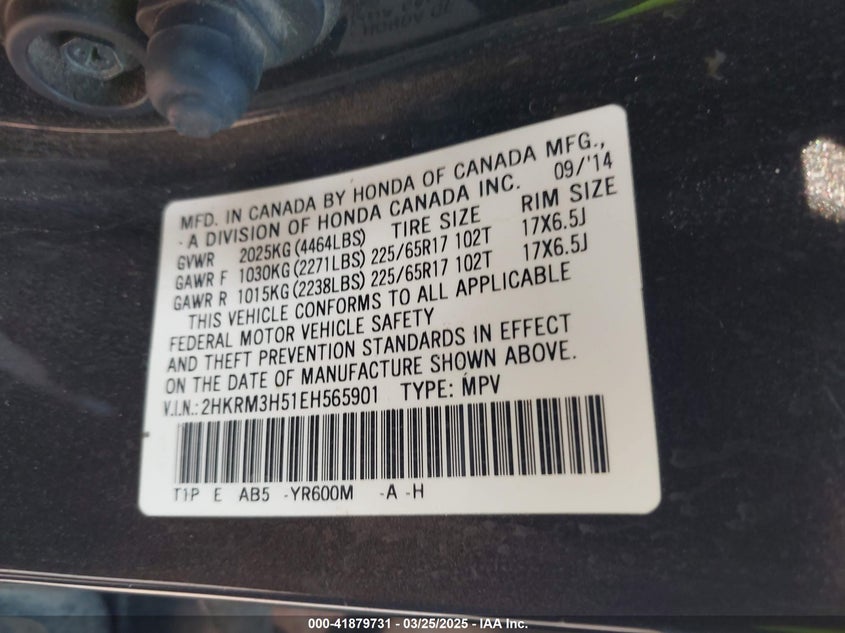 MFD. IN CANADA BY HONDA OF CANADA MFG.,
-A DIVISION OF HONDA CANADA INC. 09/'14
GVWR 2025KG(4464LBS) TIRE SIZE RIM SIZE
GAWR F 1030KG(2271LBS) 225/65R17 102T 17X6.5J
GAWR R 1015KG(2238LBS) 225/65R17 102T 17X6.5J
THIS VEHICLE CONFORMS TO ALL APPLICABLE
FEDERAL MOTOR VEHICLE SAFETY
AND THEFT PREVENTION STANDARDS IN EFFECT
ON THE DATE OF MANUFACTURE SHOWN ABOVE.
V.I.N.: 2HKRM3H51EH565901 TYPE: MPV
T1P E AB5 -YR600M -A -H
000-41879731 - 03/25/2025 - IAA Inc.